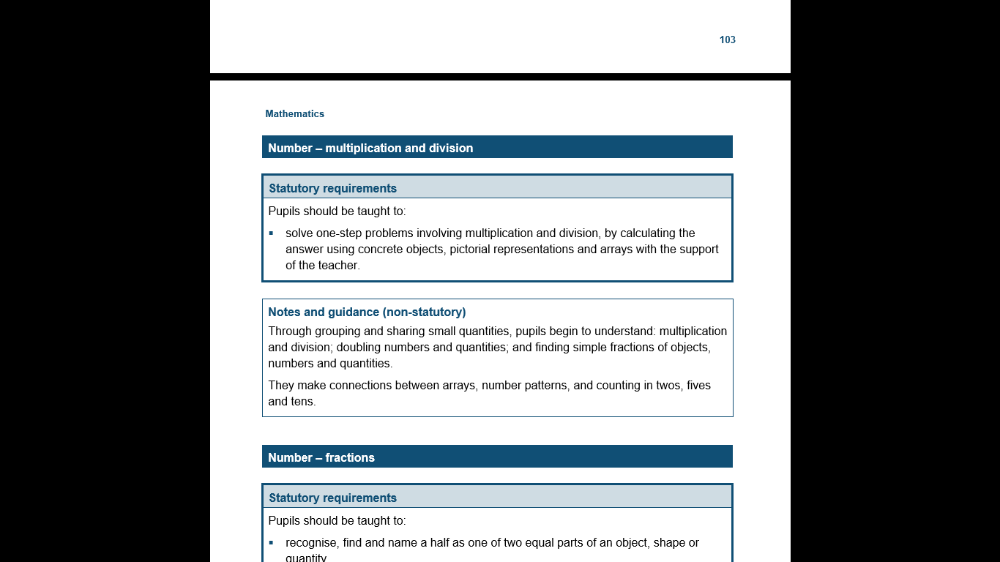 103
Mathematics
Number – multiplication and division
Statutory requirements
Pupils should be taught to:
▪ solve one-step problems involving multiplication and division, by calculating the
answer using concrete objects, pictorial representations and arrays with the support
of the teacher.
Notes and guidance (non-statutory)
Through grouping and sharing small quantities, pupils begin to understand: multiplication
and division; doubling numbers and quantities; and finding simple fractions of objects,
numbers and quantities.
They make connections between arrays, number patterns, and counting in twos, fives
and tens.
Number – fractions
Statutory requirements
Pupils should be taught to:
▪ recognise, find and name a half as one of two equal parts of an object, shape or
quantity